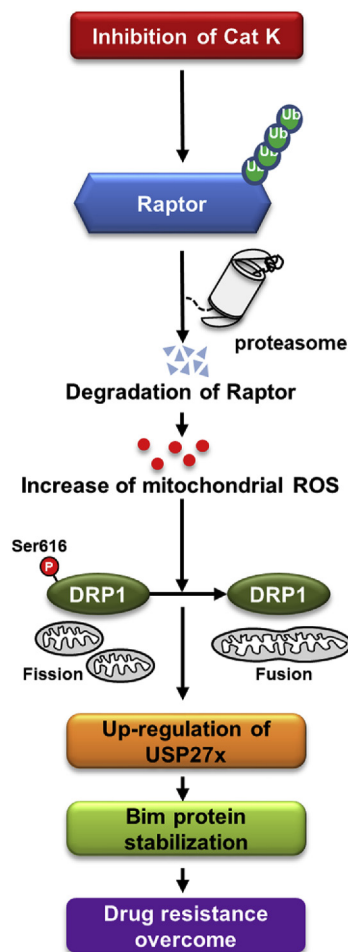 Inhibition of Cat K
Ub
Ub
Ub
Ub
Raptor
proteasome
Degradation of Raptor
Increase of mitochondrial ROS
Ser616
P
DRP1
DRP1
Fission
Fusion
Up-regulation of
USP27x
Bim protein
stabilization
Drug resistance
overcome